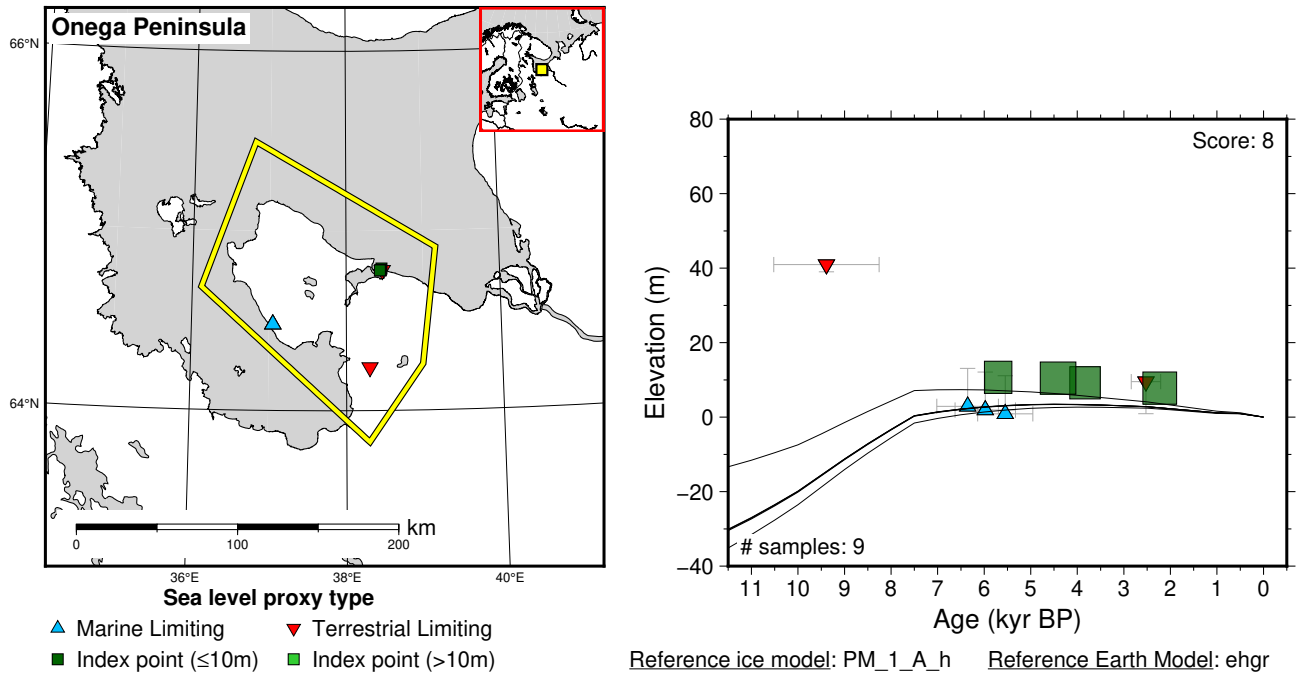 Onega Peninsula
66°N
64°N
km
0 100 200
36°E 38°E 40°E
Sea level proxy type
Marine Limiting Terrestrial Limiting
Index point (≤10m) Index point (>10m)
Score: 8
80
60
40
20
0
−20
−40
Elevation (m)
# samples: 9
11 10 9 8 7 6 5 4 3 2 1 0
Age (kyr BP)
Reference ice model: PM_1_A_h Reference Earth Model: ehgr